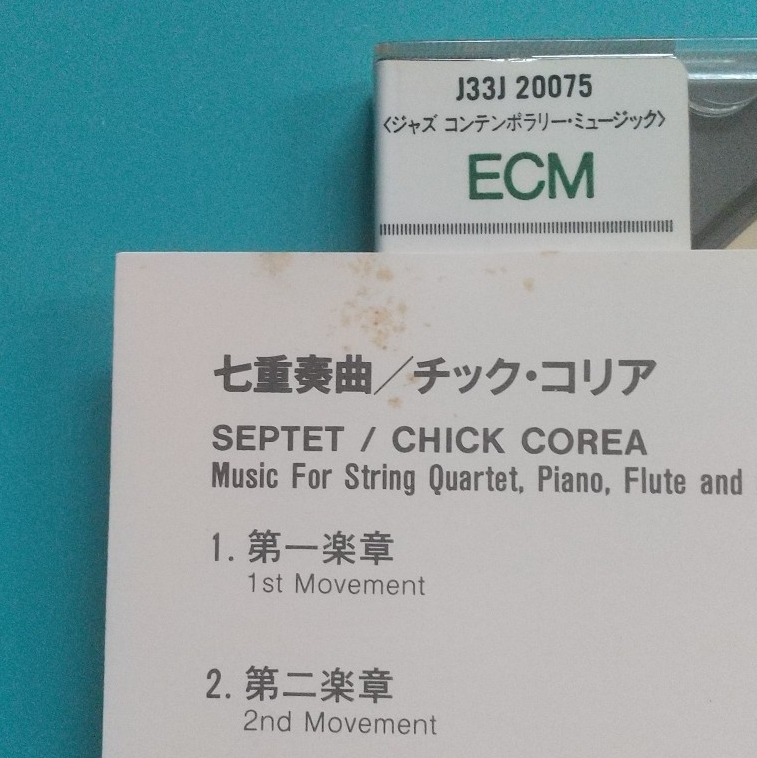 J33J 20075
〈ジャズ コンテンポラリー・ミュージック〉
ECM
七重奏曲／チック・コリア
SEPTET / CHICK COREA
Music For String Quartet, Piano, Flute and
1. 第一楽章
1st Movement
2. 第二楽章
2nd Movement